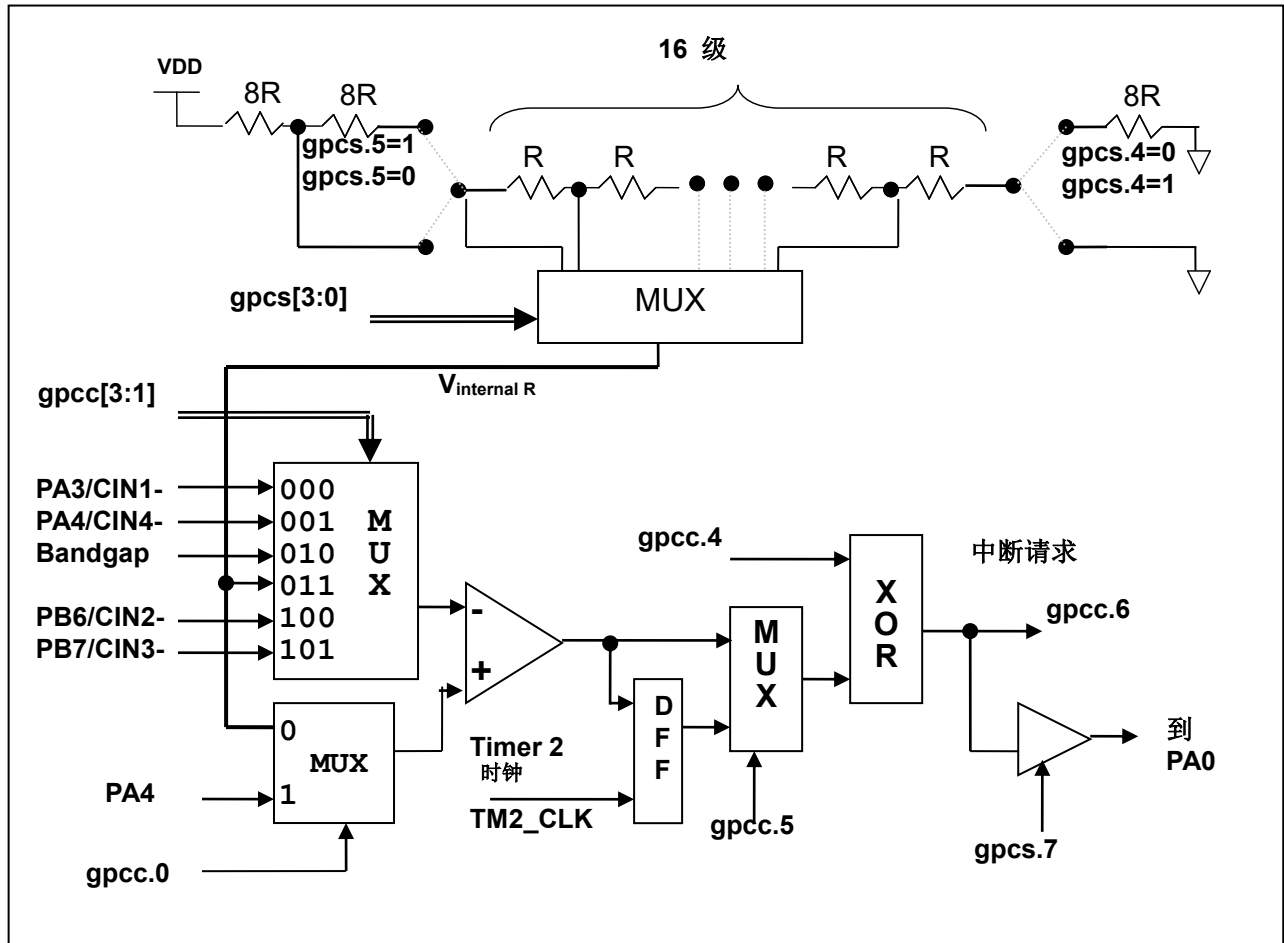 16 级
VDD
8R
8R
8R
gpcs.5=1
gpcs.5=0
R
R
R
R
gpcs.4=0
gpcs.4=1
gpcs[3:0]
MUX
Vinternal R
gpcc[3:1]
PA3/CIN1-
PA4/CIN4-
Bandgap
PB6/CIN2-
PB7/CIN3-
000
001
010
011
100
101
M
U
X
-
+
gpcc.4
中断请求
X
O
R
gpcc.6
M
U
X
D
F
F
0
1
MUX
PA4
gpcc.0
Timer 2
时钟
TM2_CLK
gpcc.5
gpcs.7
到
PA0